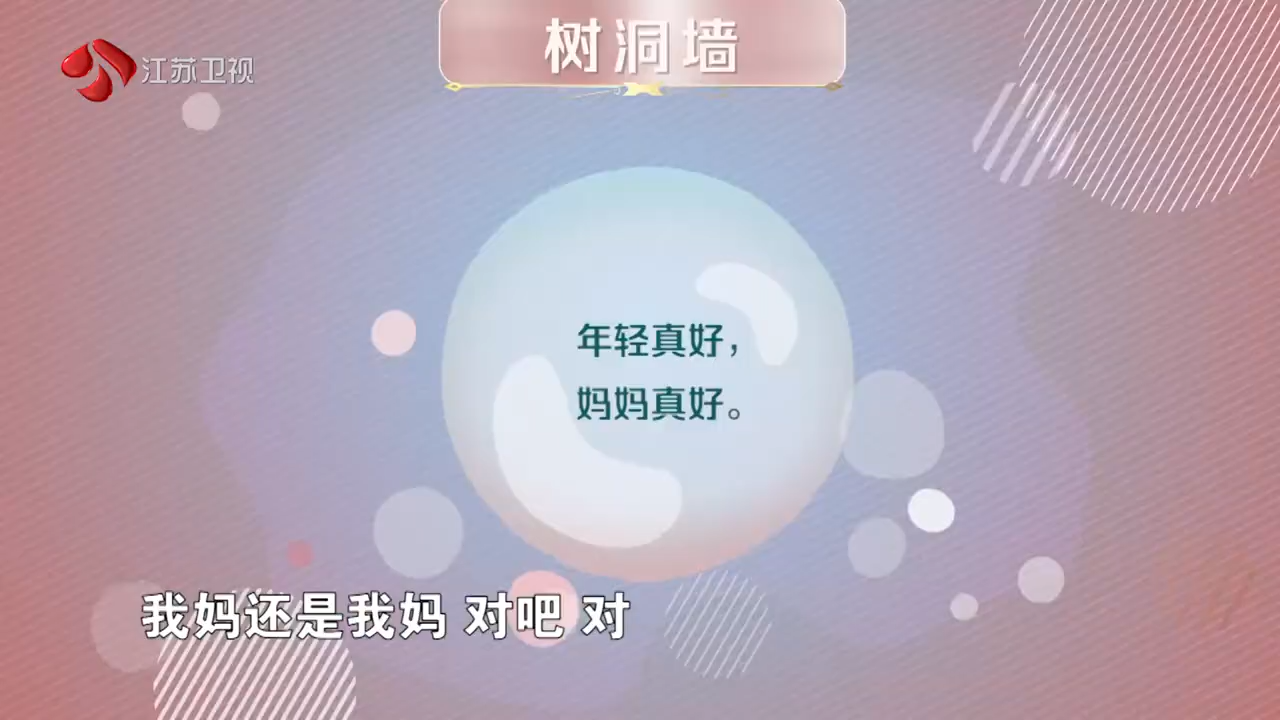 树洞墙
江苏卫视
年轻真好，
妈妈真好。
我妈还是我妈 对吧 对